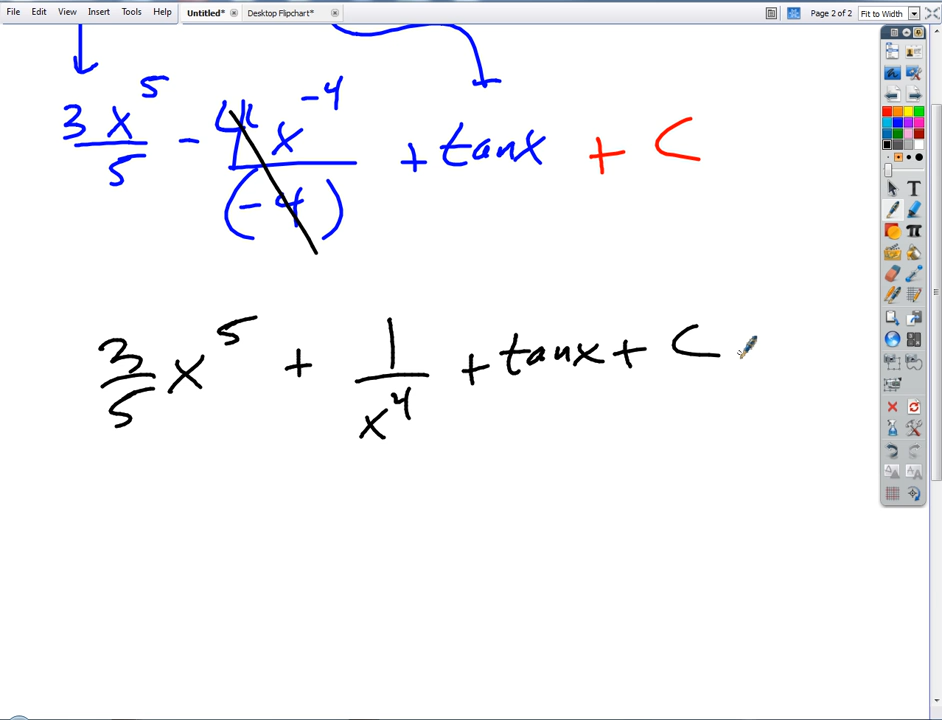 File Edit View Insert Tools Help Untitled* Desktop Flipchart* Page 2 of 2 Fit to Width
3x^5/5 - 4x^-4/(-4) + tanx + C
3/5 x^5 + 1/x^4 + tanx + C